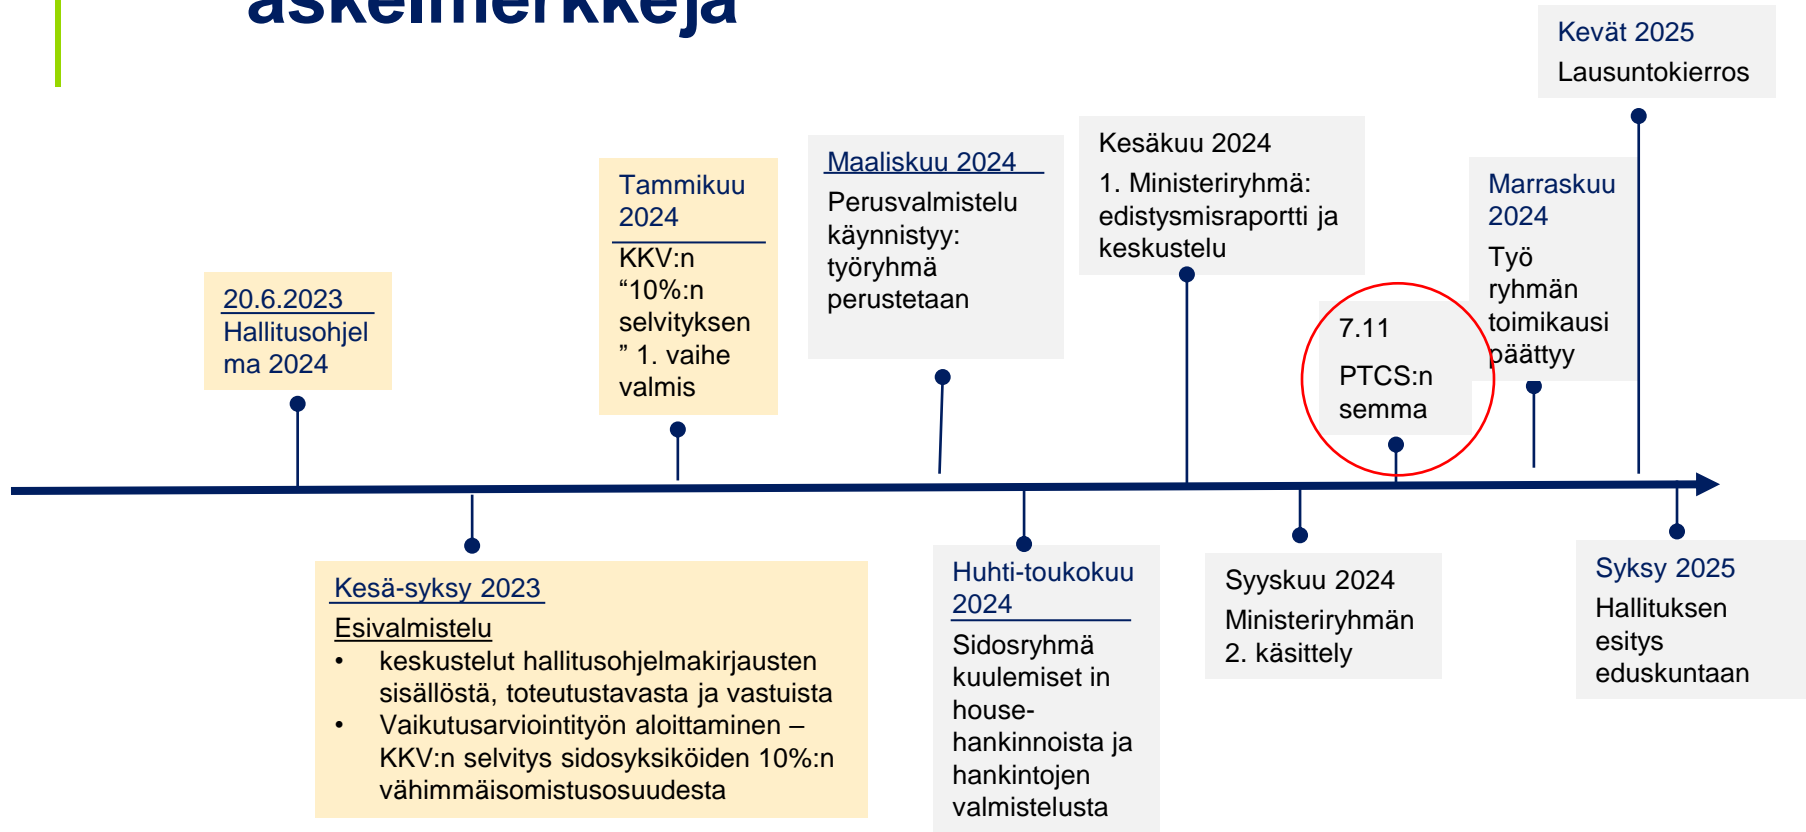 askelmerkkejä
Kevät 2025
Lausuntokierros
Kesäkuu 2024
1. Ministeriryhmä:
edistysmisraportti ja
keskustelu
Maaliskuu 2024
Perusvalmistelu
käynnistyy:
työryhmä
perustetaan
Tammikuu
2024
KKV:n
“10%:n
selvityksen
” 1. vaihe
valmis
Marraskuu
2024
Työ
ryhmän
toimikausi
päättyy
20.6.2023
Hallitusohjel
ma 2024
7.11
PTCS:n
semma
Kesä-syksy 2023
Esivalmistelu
• keskustelut hallitusohjelmakirjausten
sisällöstä, toteutustavasta ja vastuista
• Vaikutusarviointityön aloittaminen –
KKV:n selvitys sidosyksiköiden 10%:n
vähimmäisomistusosuudesta
Huhti-toukokuu
2024
Sidosryhmä
kuulemiset in
house-
hankinnoista ja
hankintojen
valmistelusta
Syyskuu 2024
Ministeriryhmän
2. käsittely
Syksy 2025
Hallituksen
esitys
eduskuntaan